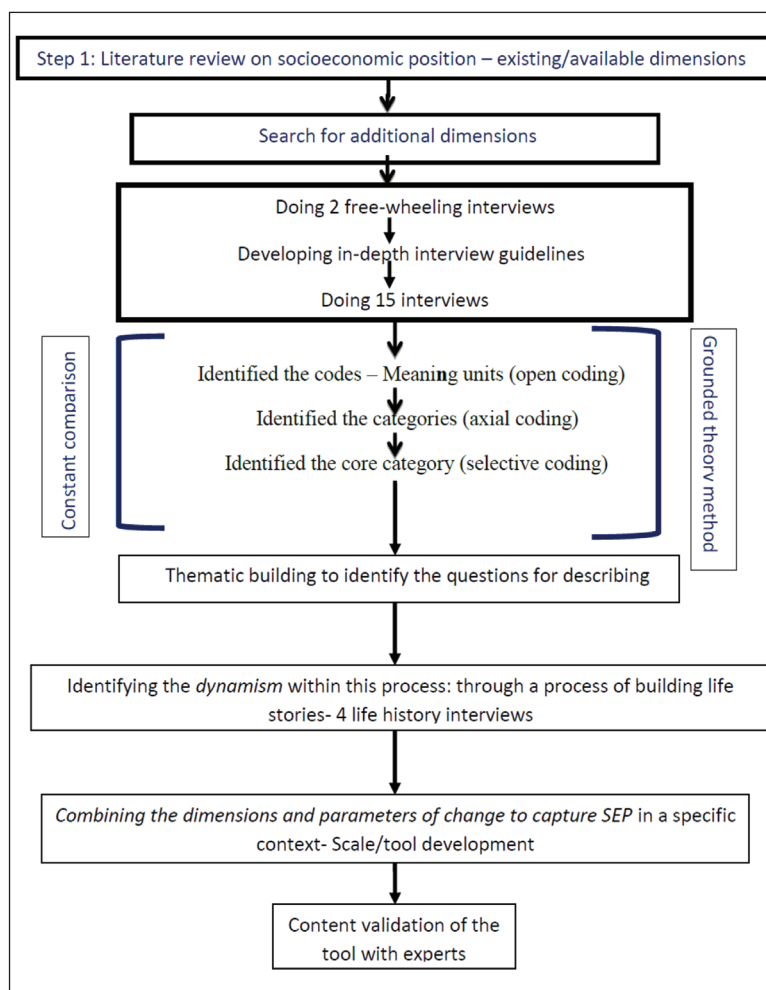 Step 1: Literature review on socioeconomic position – existing/available dimensions
Search for additional dimensions
Doing 2 free-wheeling interviews
Developing in-depth interview guidelines
Doing 15 interviews
Constant comparison
Identified the codes – Meaning units (open coding)
Identified the categories (axial coding)
Identified the core category (selective coding)
Grounded theory method
Thematic building to identify the questions for describing
Identifying the dynamism within this process: through a process of building life
stories- 4 life history interviews
Combining the dimensions and parameters of change to capture SEP in a specific
context- Scale/tool development
Content validation of the
tool with experts